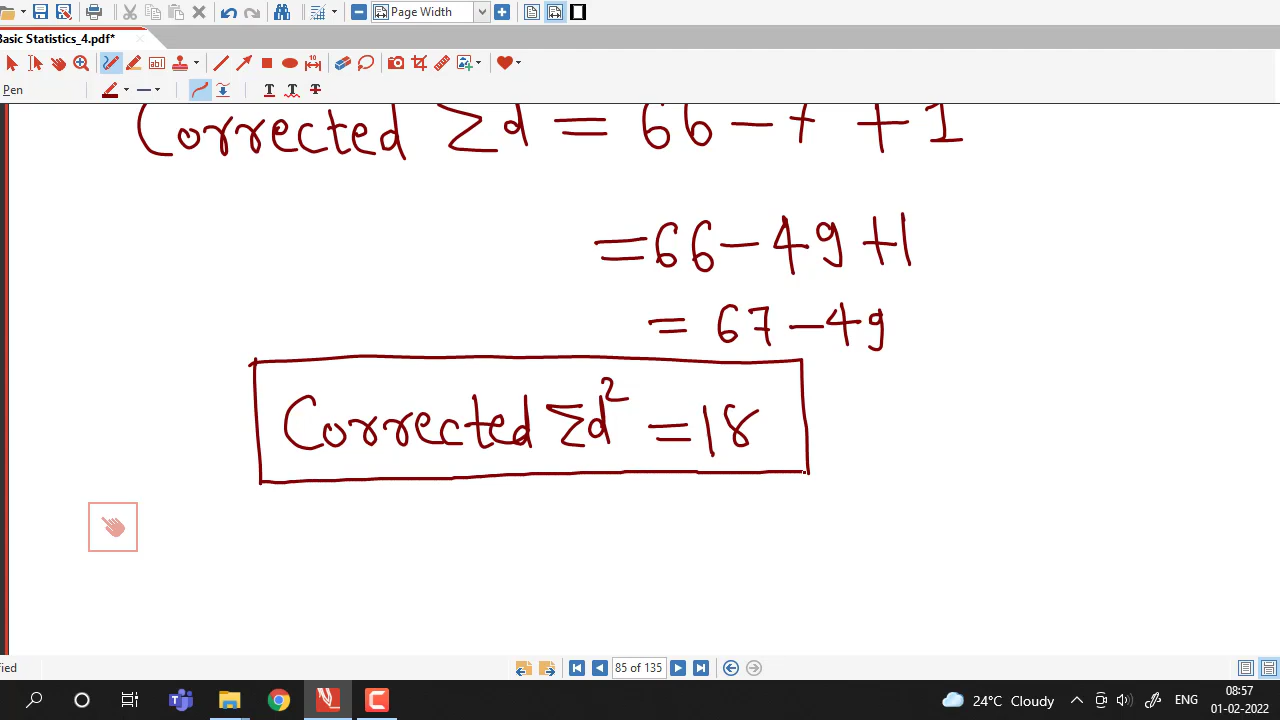 Page Width
Basic Statistics_4.pdf*
Pen
Corrected Σd = 66 - + + 1
= 66 - 49 + 1
= 67 - 49
Corrected Σd² = 18
85 of 135
24°C Cloudy
ENG
08:57
01-02-2022